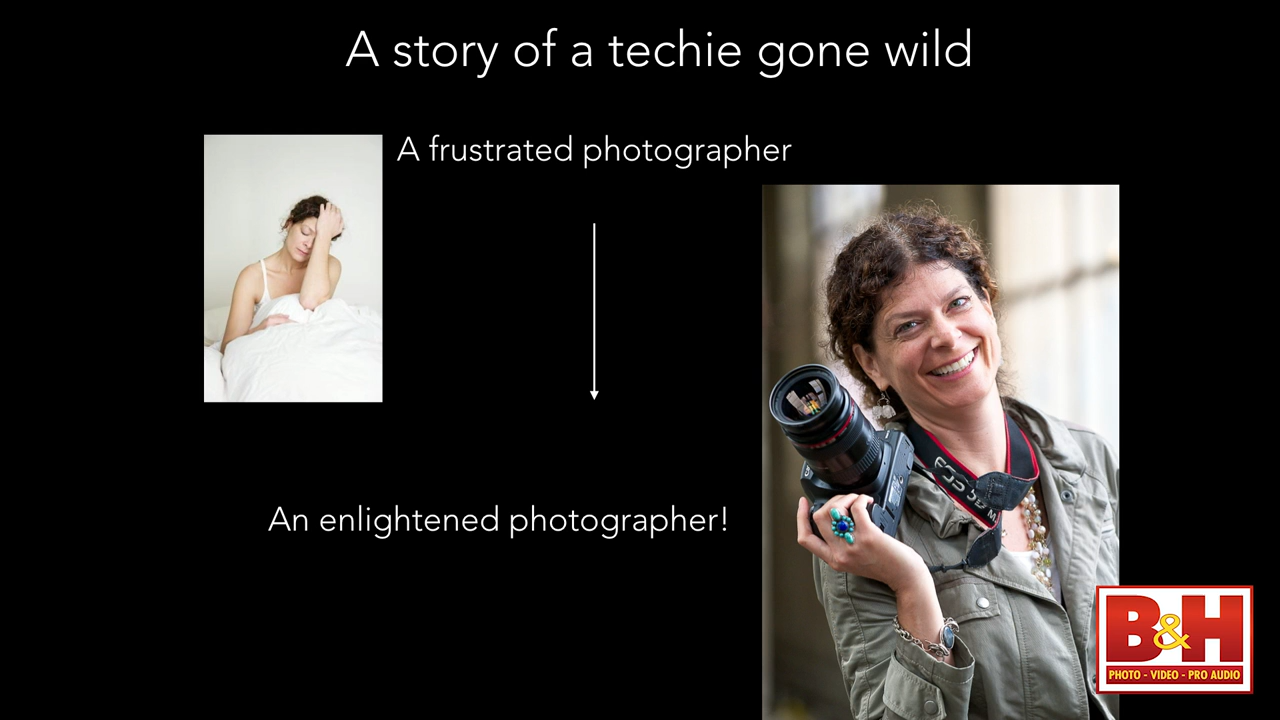 A story of a techie gone wild
A frustrated photographer
An enlightened photographer!
B&H
PHOTO - VIDEO - PRO AUDIO